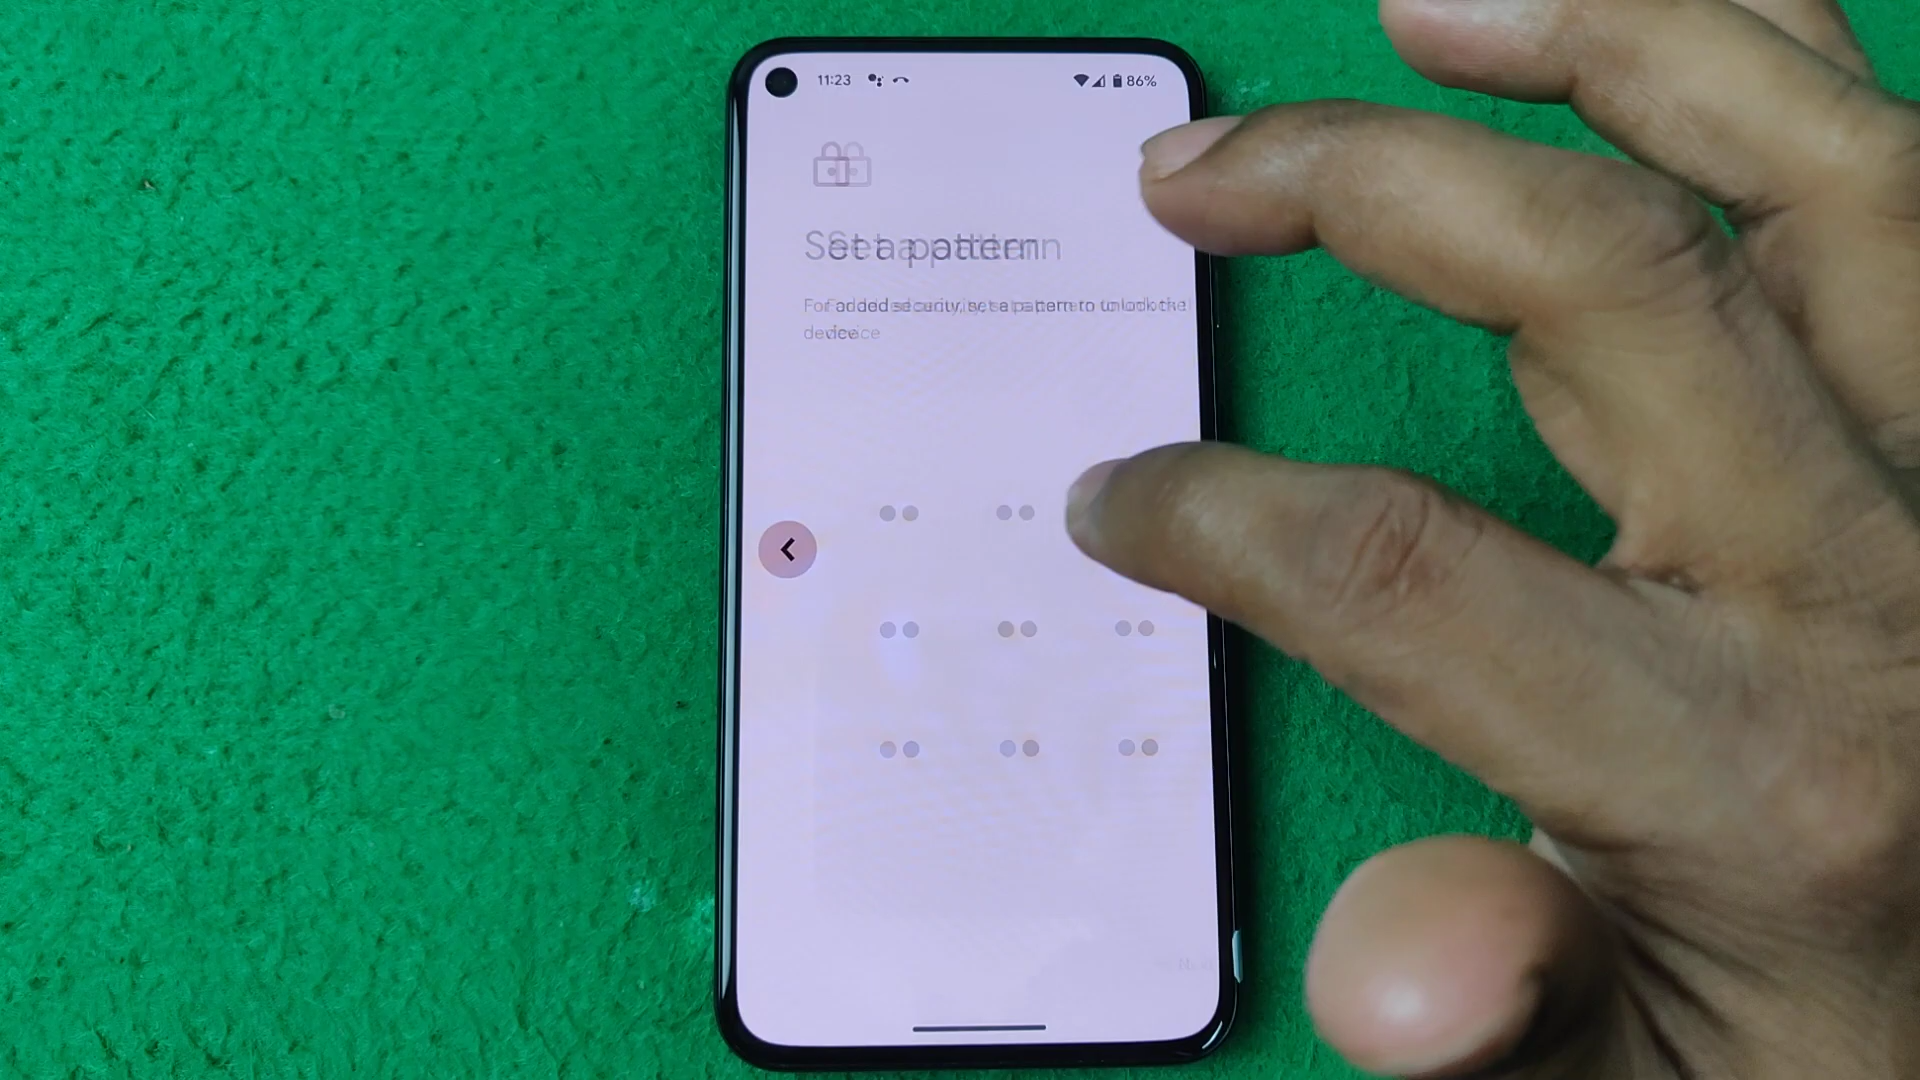 11:23 86%
Set a pattern
For added security, set a pattern to unlock the
device